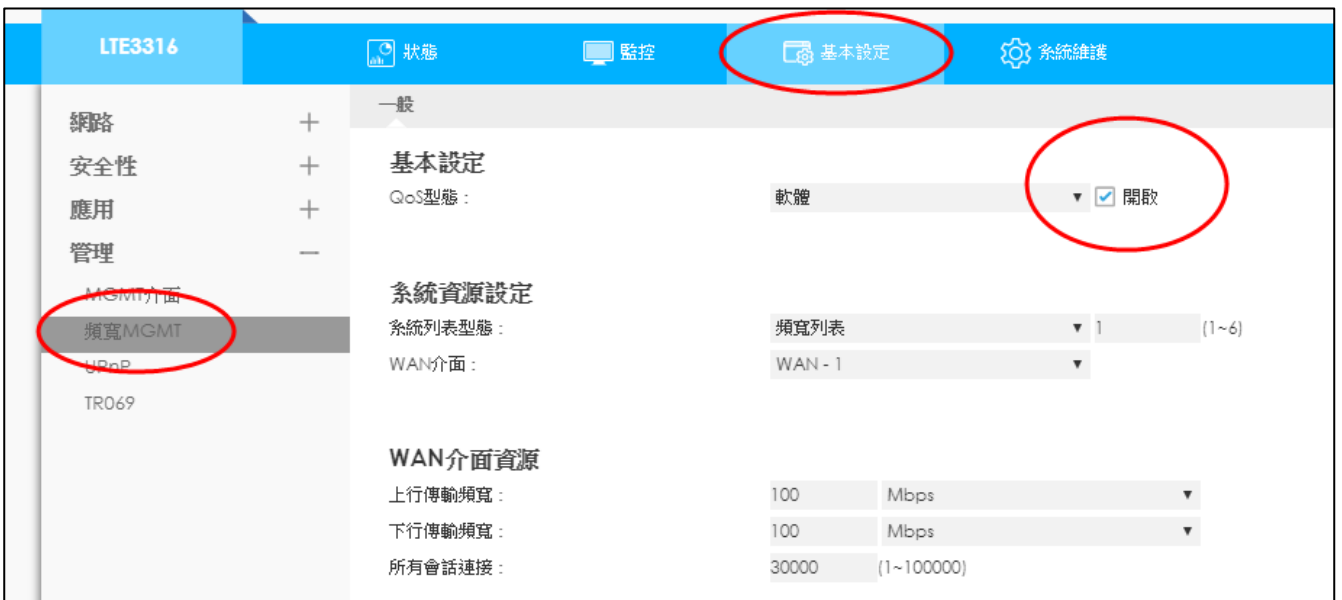 LTE3316 狀態 監控 基本設定 系統維護
一般
網路 +
安全性 +
應用 +
管理 —
MGMT介面
頻寬MGMT
UPnP
TR069
基本設定
QoS型態 : 軟體 ▼ 開啟
系統資源設定
系統列表型態 : 頻寬列表 ▼ 1 (1~6)
WAN介面 : WAN - 1 ▼
WAN介面資源
上行傳輸頻寬 : 100 Mbps ▼
下行傳輸頻寬 : 100 Mbps ▼
所有會話連接 : 30000 (1~100000)